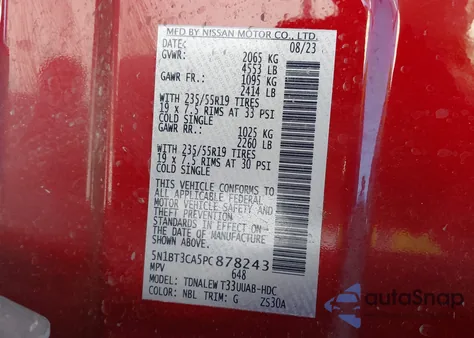 MFD BY NISSAN MOTOR CO., LTD.
DATE: 08/23
GVWR: 2065 KG
4553 LB
GAWR FR.: 1095 KG
2414 LB
WITH 235/55R19 TIRES
19 x 7.5 RIMS AT 33 PSI
COLD SINGLE
GAWR RR.: 1025 KG
2260 LB
WITH 235/55R19 TIRES
19 x 7.5 RIMS AT 30 PSI
COLD SINGLE
THIS VEHICLE CONFORMS TO
ALL APPLICABLE FEDERAL
MOTOR VEHICLE SAFETY AND
THEFT PREVENTION
STANDARDS IN EFFECT ON
THE DATE OF MANUFACTURE
5N1BT3CA5PC878243
MPV 648
MODEL: TDNALEW T33UUAB-HDC
COLOR: NBL TRIM: G ZS30A
autoSnap